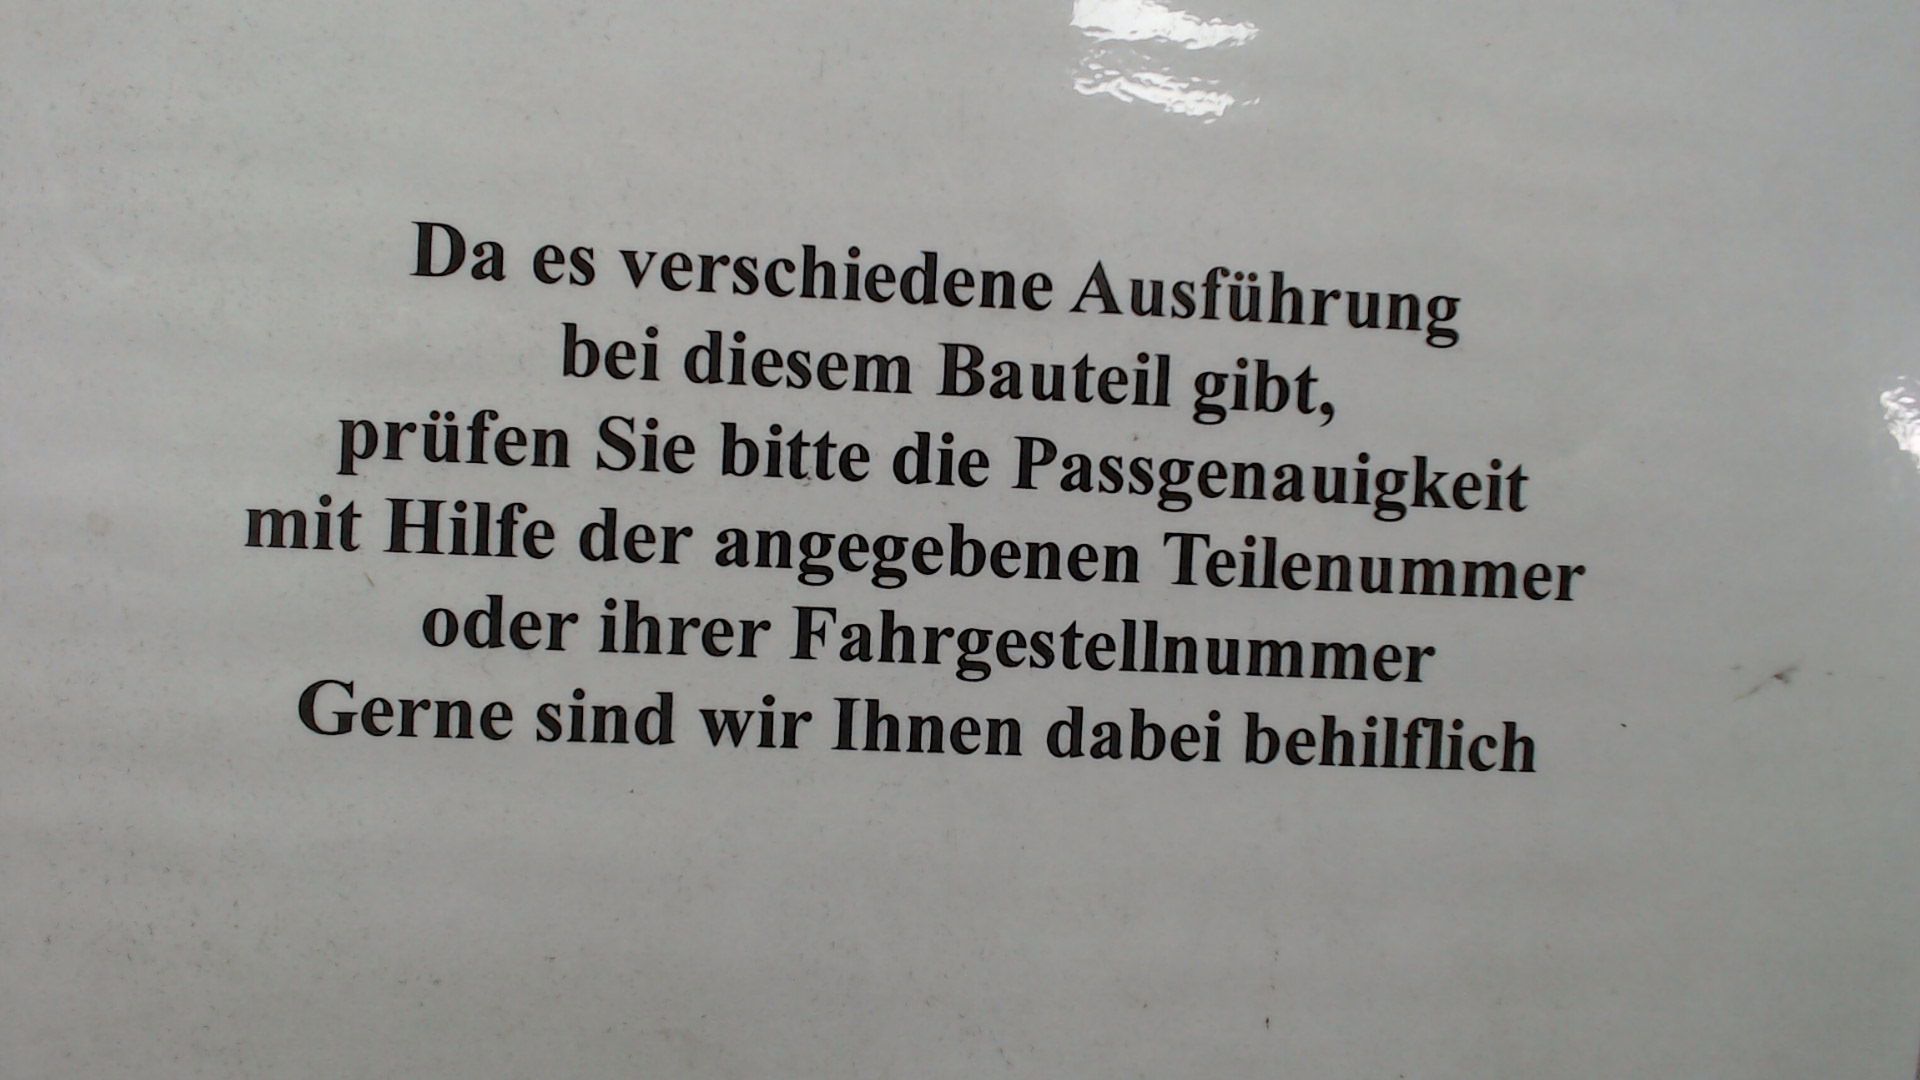 Da es verschiedene Ausführung
bei diesem Bauteil gibt,
prüfen Sie bitte die Passgenauigkeit
mit Hilfe der angegebenen Teilenummer
oder ihrer Fahrgestellnummer
Gerne sind wir Ihnen dabei behilflich